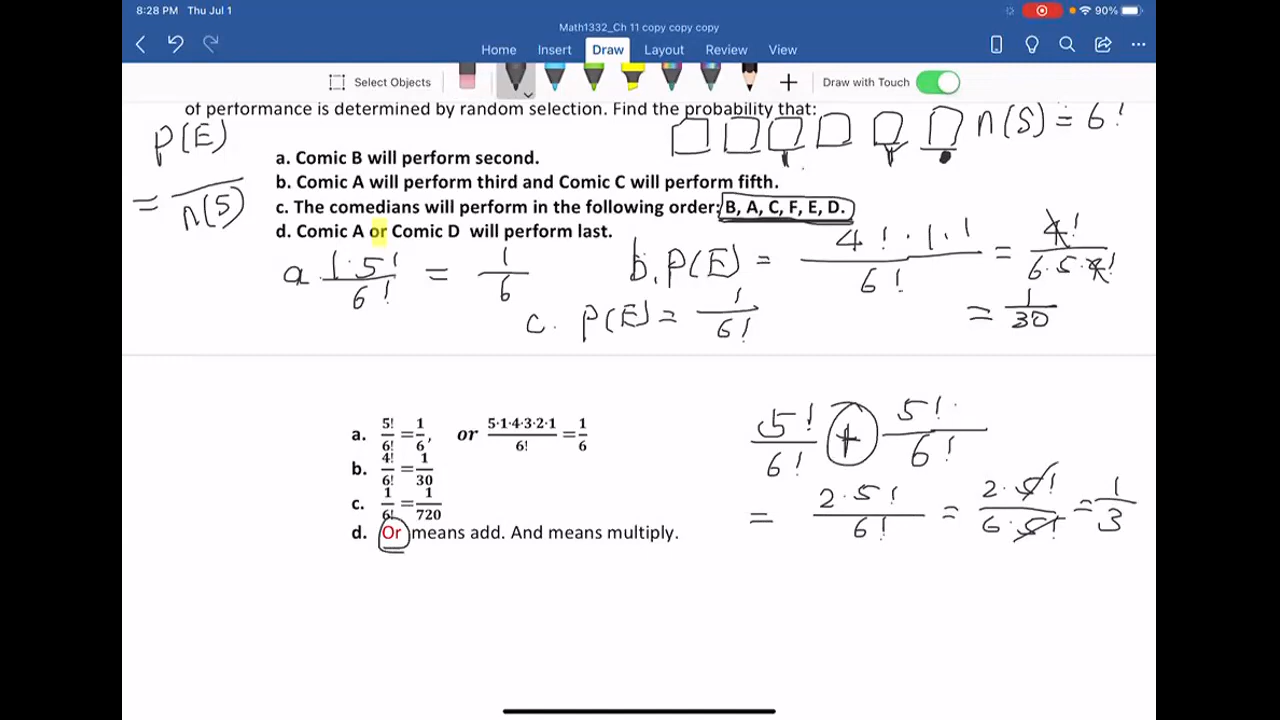 8:28 PM Thu Jul 1
90%
Math1332_Ch 11 copy copy copy
Home Insert Draw Layout Review View
Select Objects
Draw with Touch
of performance is determined by random selection. Find the probability that:
n(S) = 6!
P(E)
= n(S)
a. Comic B will perform second.
b. Comic A will perform third and Comic C will perform fifth.
c. The comedians will perform in the following order: B, A, C, F, E, D.
d. Comic A or Comic D will perform last.
a 1·5!/6! = 1/6
b. P(E) = 4!·1·1/6! = 4!/6·5·4!
= 1/30
c. P(E) = 1/6!
5!/6! + 5!/6!
= 2·5!/6! = 2·5!/6·5! = 1/3
a. 5!/6! = 1/6, or 5·1·4·3·2·1/6! = 1/6
b. 4!/6! = 1/30
c. 1/6! = 1/720
d. Or means add. And means multiply.